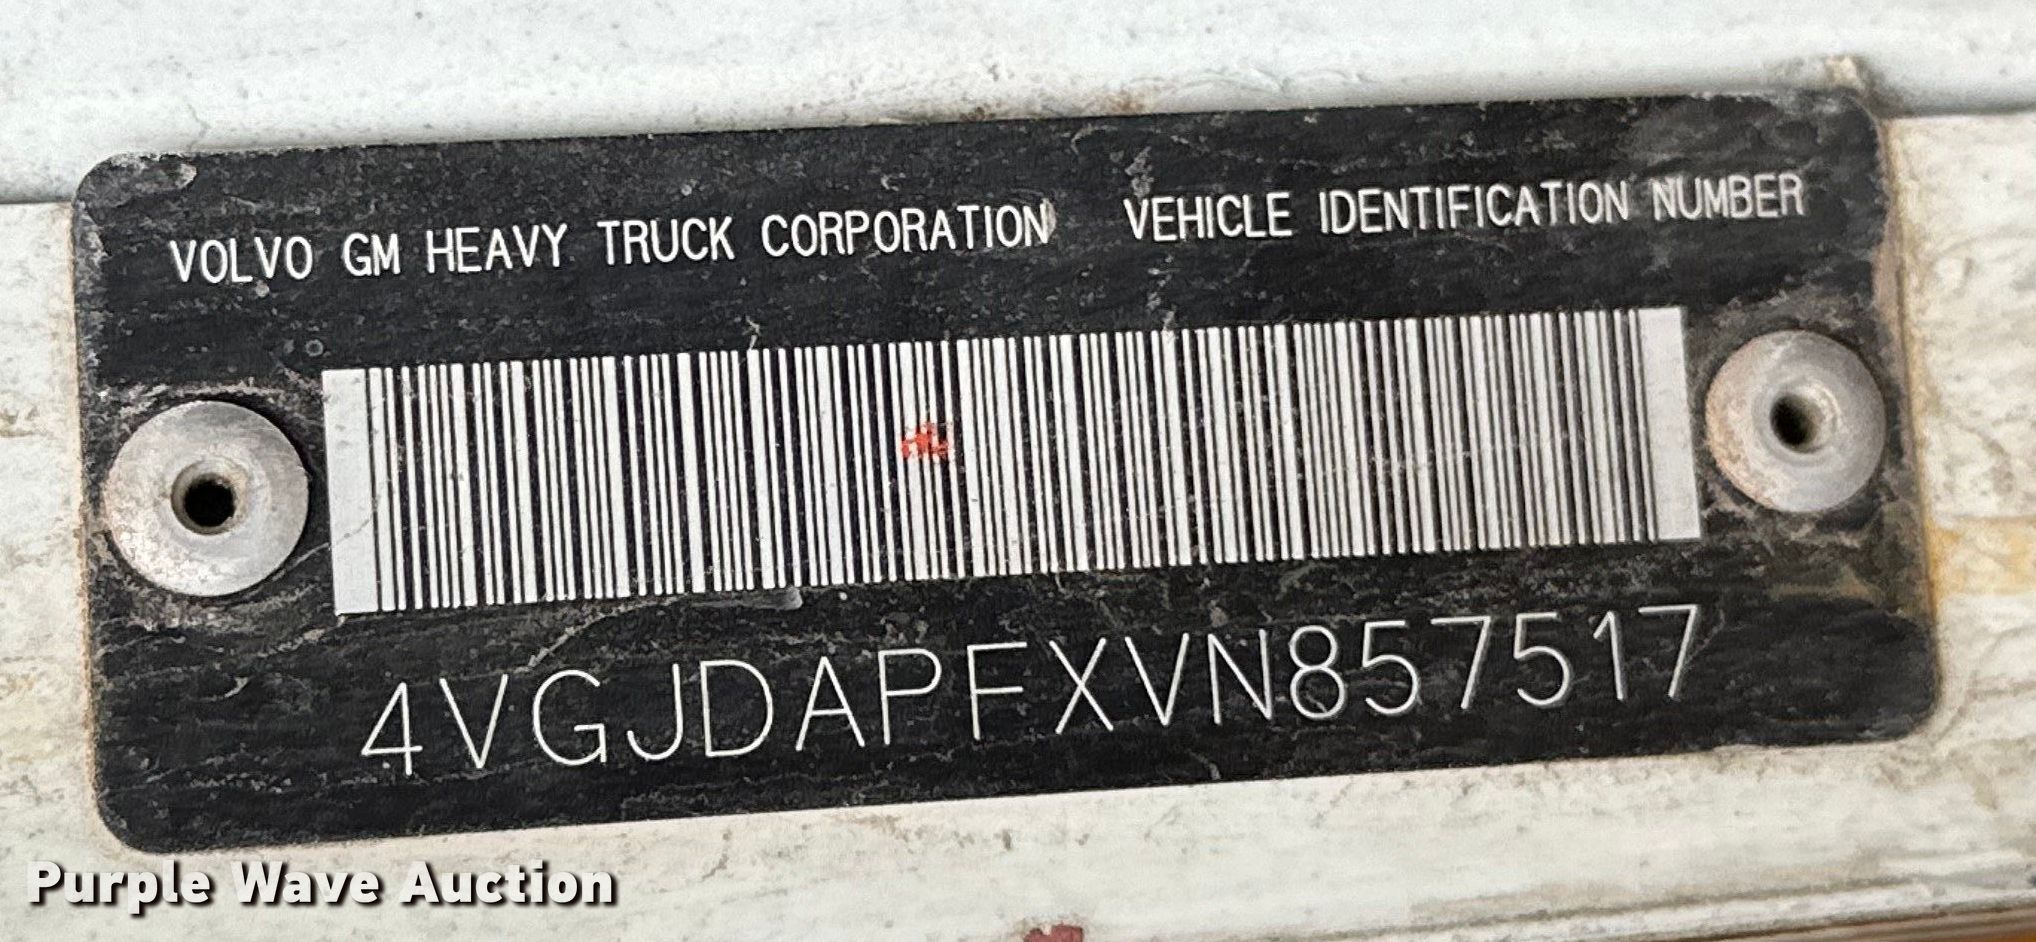 VOLVO GM HEAVY TRUCK CORPORATION VEHICLE IDENTIFICATION NUMBER
4VGJDAPFXVN857517
Purple Wave Auction